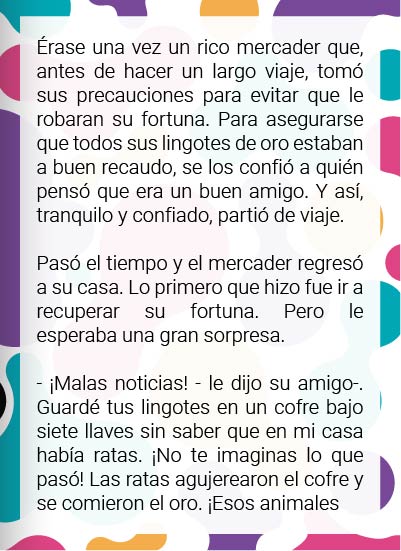 Érase una vez un rico mercader que,
antes de hacer un largo viaje, tomó
sus precauciones para evitar que le
robaran su fortuna. Para asegurarse
que todos sus lingotes de oro estaban
a buen recaudo, se los confió a quién
pensó que era un buen amigo. Y así,
tranquilo y confiado, partió de viaje.
Pasó el tiempo y el mercader regresó
a su casa. Lo primero que hizo fue ir a
recuperar su fortuna. Pero le
esperaba una gran sorpresa.
- ¡Malas noticias! - le dijo su amigo-.
Guardé tus lingotes en un cofre bajo
siete llaves sin saber que en mi casa
había ratas. ¡No te imaginas lo que
pasó! Las ratas agujerearon el cofre y
se comieron el oro. ¡Esos animales